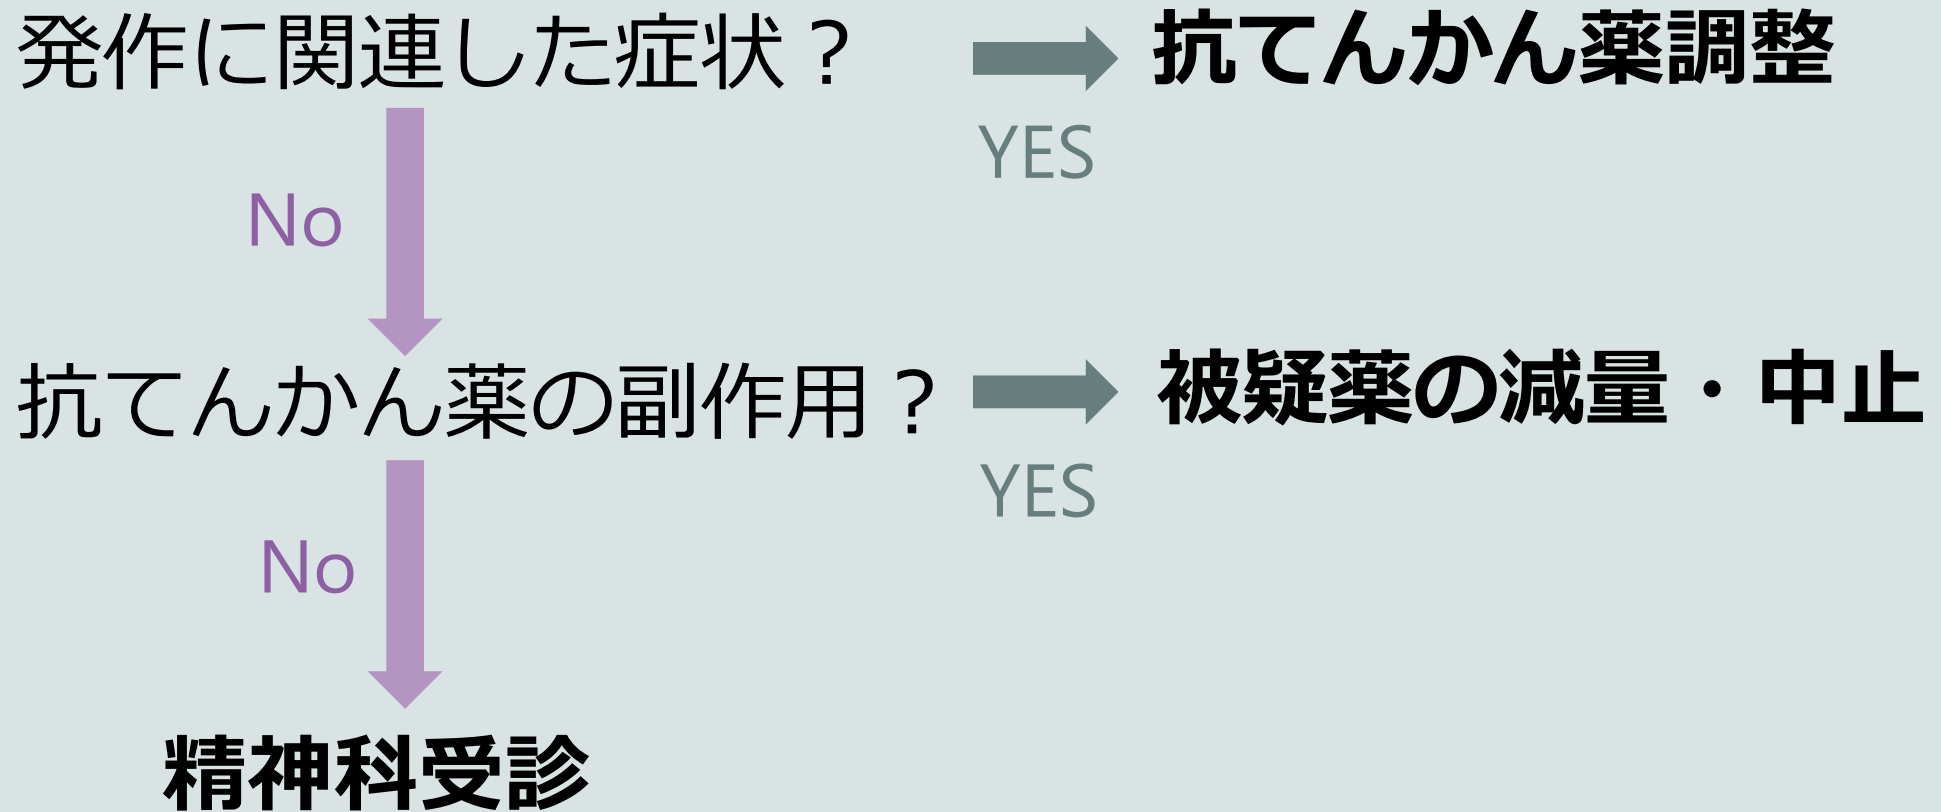 発作に関連した症状？
抗てんかん薬調整
YES
No
抗てんかん薬の副作用？
被疑薬の減量・中止
YES
No
精神科受診